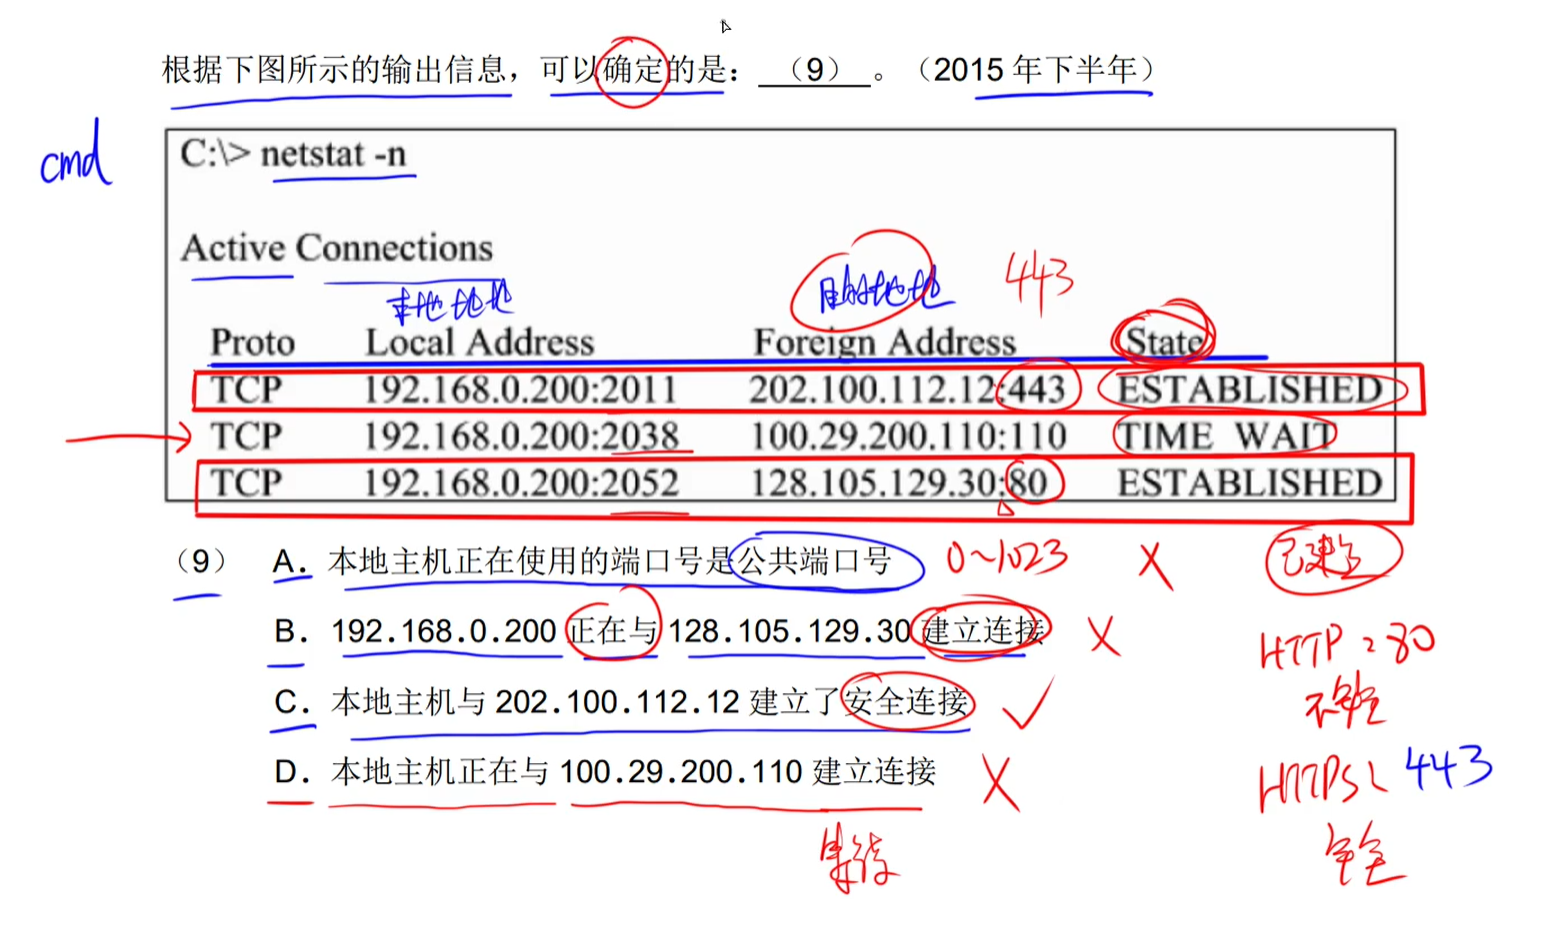 根据下图所示的输出信息，可以确定的是：（9）。（2015 年下半年）
cmd
C:\> netstat -n
Active Connections
本地地址 目的地地 443
Proto Local Address Foreign Address State
TCP 192.168.0.200:2011 202.100.112.12:443 ESTABLISHED
TCP 192.168.0.200:2038 100.29.200.110:110 TIME WAIT
TCP 192.168.0.200:2052 128.105.129.30:80 ESTABLISHED
（9） A. 本地主机正在使用的端口号是公共端口号 0~1023 X 已建立
B. 192.168.0.200 正在与 128.105.129.30 建立连接 X
HTTP：80
C. 本地主机与 202.100.112.12 建立了安全连接 ✓
不安全
D. 本地主机正在与 100.29.200.110 建立连接 X
HTTPS：443
安全